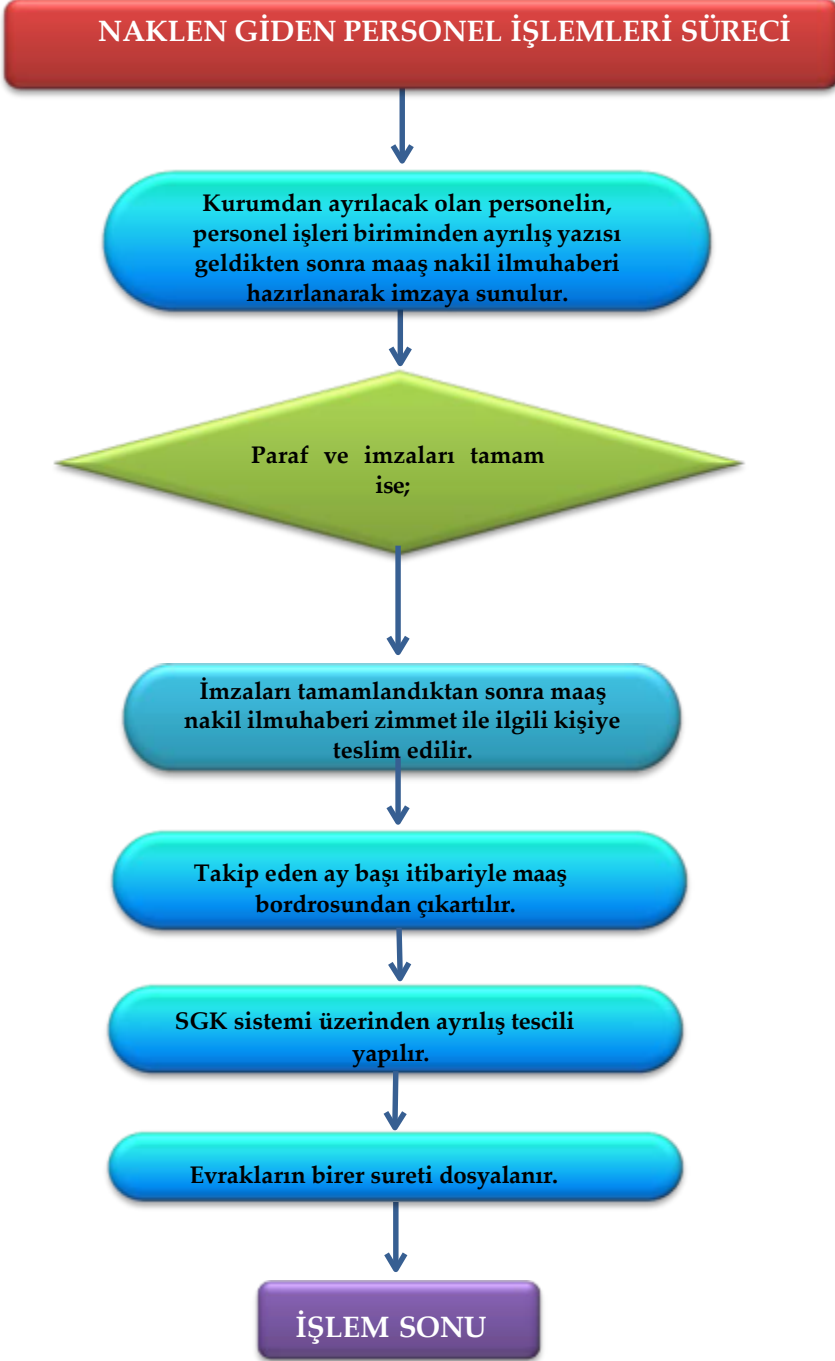 NAKLEN GİDEN PERSONEL İŞLEMLERİ SÜRECİ
Kurumdan ayrılacak olan personelin,
personel işleri biriminden ayrılış yazısı
geldikten sonra maaş nakil ilmuhaberi
hazırlanarak imzaya sunulur.
Paraf ve imzaları tamam
ise;
İmzaları tamamlandıktan sonra maaş
nakil ilmuhaberi zimmet ile ilgili kişiye
teslim edilir.
Takip eden ay başı itibariyle maaş
bordrosundan çıkartılır.
SGK sistemi üzerinden ayrılış tescili
yapılır.
Evrakların birer sureti dosyalanır.
İŞLEM SONU